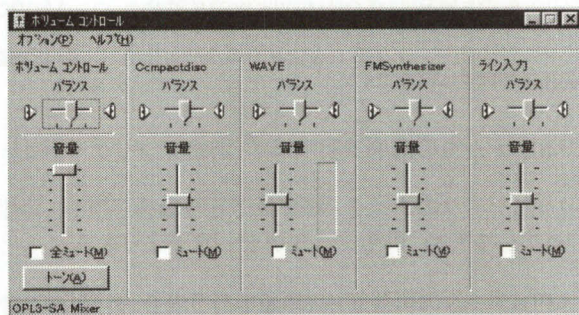 ボリューム コントロール
オプション(P) ヘルプ(H)
ボリューム コントロール
バランス
音量
全ミュート(M)
トーン(A)
Compactdisc
バランス
音量
ミュート(M)
WAVE
バランス
音量
ミュート(M)
FMSynthesizer
バランス
音量
ミュート(M)
ライン入力
バランス
音量
ミュート(M)
OPL3-SA Mixer